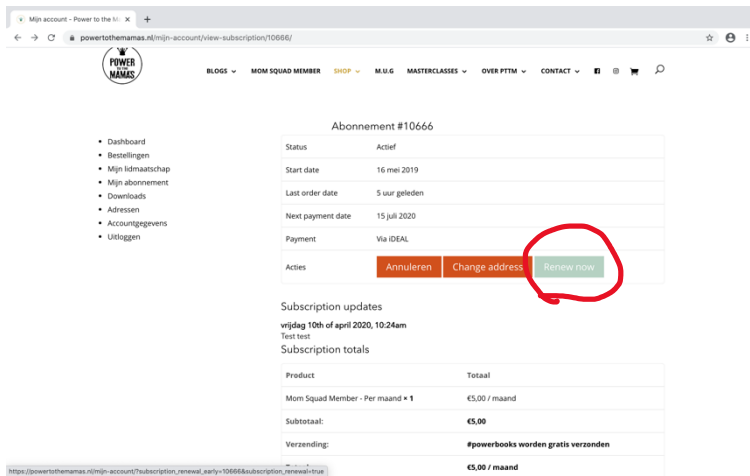 Mijn account - Power to the M
powertothemamas.nl/mijn-account/view-subscription/10666/
POWER
TO THE
MAMAS
BLOGS MOM SQUAD MEMBER SHOP M.U.G MASTERCLASSES OVER PTTM CONTACT
Abonnement #10666
• Dashboard
• Bestellingen
• Mijn lidmaatschap
• Mijn abonnement
• Downloads
• Adressen
• Accountgegevens
• Uitloggen
Status Actief
Start date 16 mei 2019
Last order date 5 uur geleden
Next payment date 15 juli 2020
Payment Via iDEAL
Acties Annuleren Change address Renew now
Subscription updates
vrijdag 10th of april 2020, 10:24am
Test test
Subscription totals
Product Totaal
Mom Squad Member - Per maand × 1 €5,00 / maand
Subtotaal: €5,00
Verzending: #powerbooks worden gratis verzonden
€5,00 / maand
https://powertothemamas.nl/mijn-account/?subscription_renewal_early=10666&subscription_renewal=true